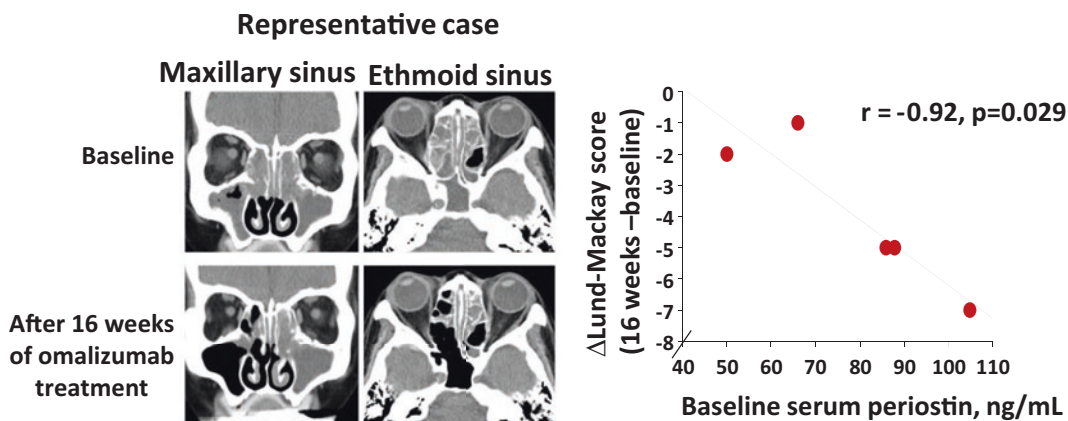 Representative case
Maxillary sinus
Ethmoid sinus
Baseline
After 16 weeks
of omalizumab
treatment
r = -0.92, p=0.029
ΔLund-Mackay score
(16 weeks –baseline)
0
-1
-2
-3
-4
-5
-6
-7
-8
40 50 60 70 80 90 100 110
Baseline serum periostin, ng/mL